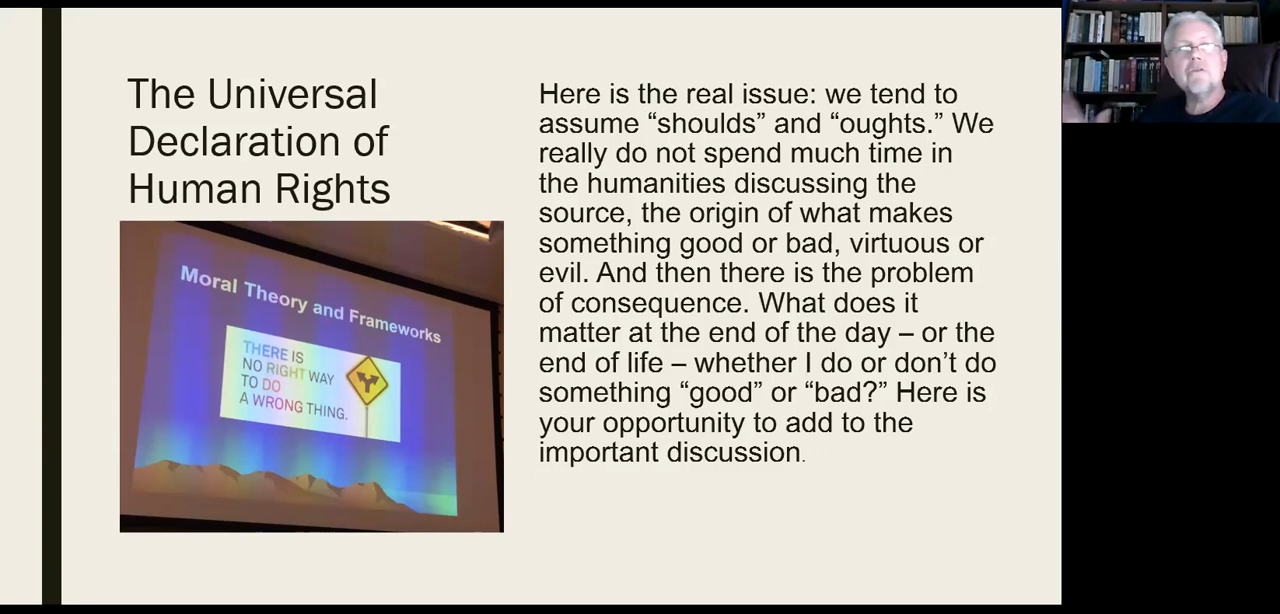 The Universal
Declaration of
Human Rights
Moral Theory and Frameworks
THERE IS
NO RIGHT WAY
TO DO
A WRONG THING.
Here is the real issue: we tend to
assume “shoulds” and “oughts.” We
really do not spend much time in
the humanities discussing the
source, the origin of what makes
something good or bad, virtuous or
evil. And then there is the problem
of consequence. What does it
matter at the end of the day – or the
end of life – whether I do or don’t do
something “good” or “bad?” Here is
your opportunity to add to the
important discussion.